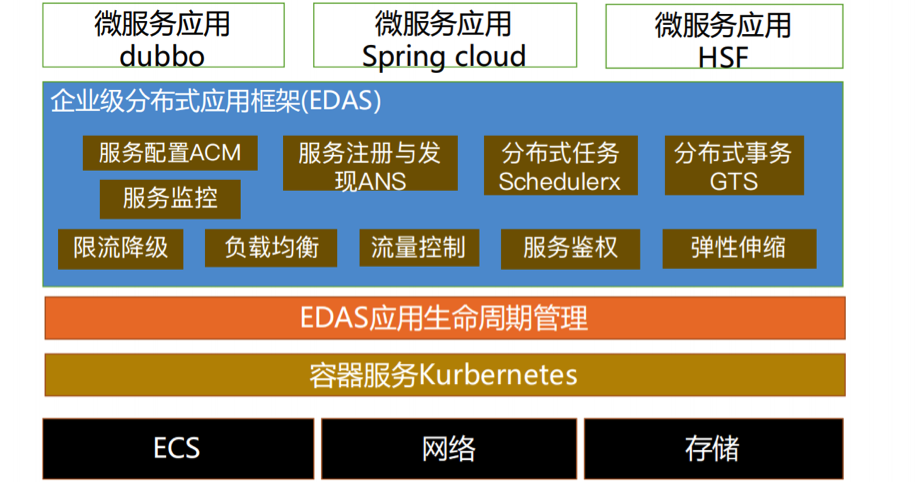 微服务应用
dubbo
微服务应用
Spring cloud
微服务应用
HSF
企业级分布式应用框架(EDAS)
服务配置ACM
服务注册与发
现ANS
分布式任务
Schedulerx
分布式事务
GTS
服务监控
限流降级
负载均衡
流量控制
服务鉴权
弹性伸缩
EDAS应用生命周期管理
容器服务Kurbernetes
ECS
网络
存储